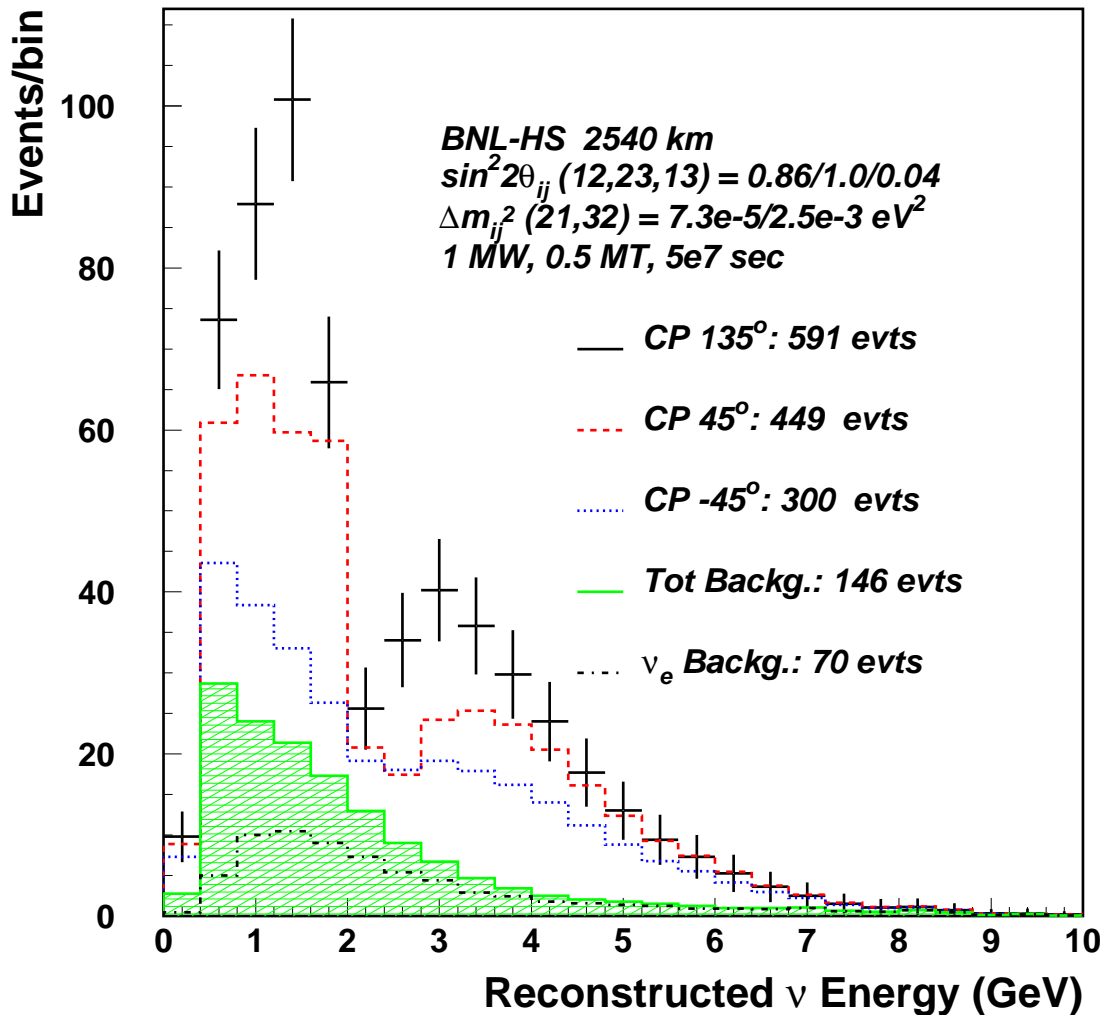 Events/bin
100
80
60
40
20
0
BNL-HS 2540 km
sin²2θij (12,23,13) = 0.86/1.0/0.04
Δmij² (21,32) = 7.3e-5/2.5e-3 eV²
1 MW, 0.5 MT, 5e7 sec
CP 135º: 591 evts
CP 45º: 449 evts
CP -45º: 300 evts
Tot Backg.: 146 evts
νe Backg.: 70 evts
0 1 2 3 4 5 6 7 8 9 10
Reconstructed ν Energy (GeV)